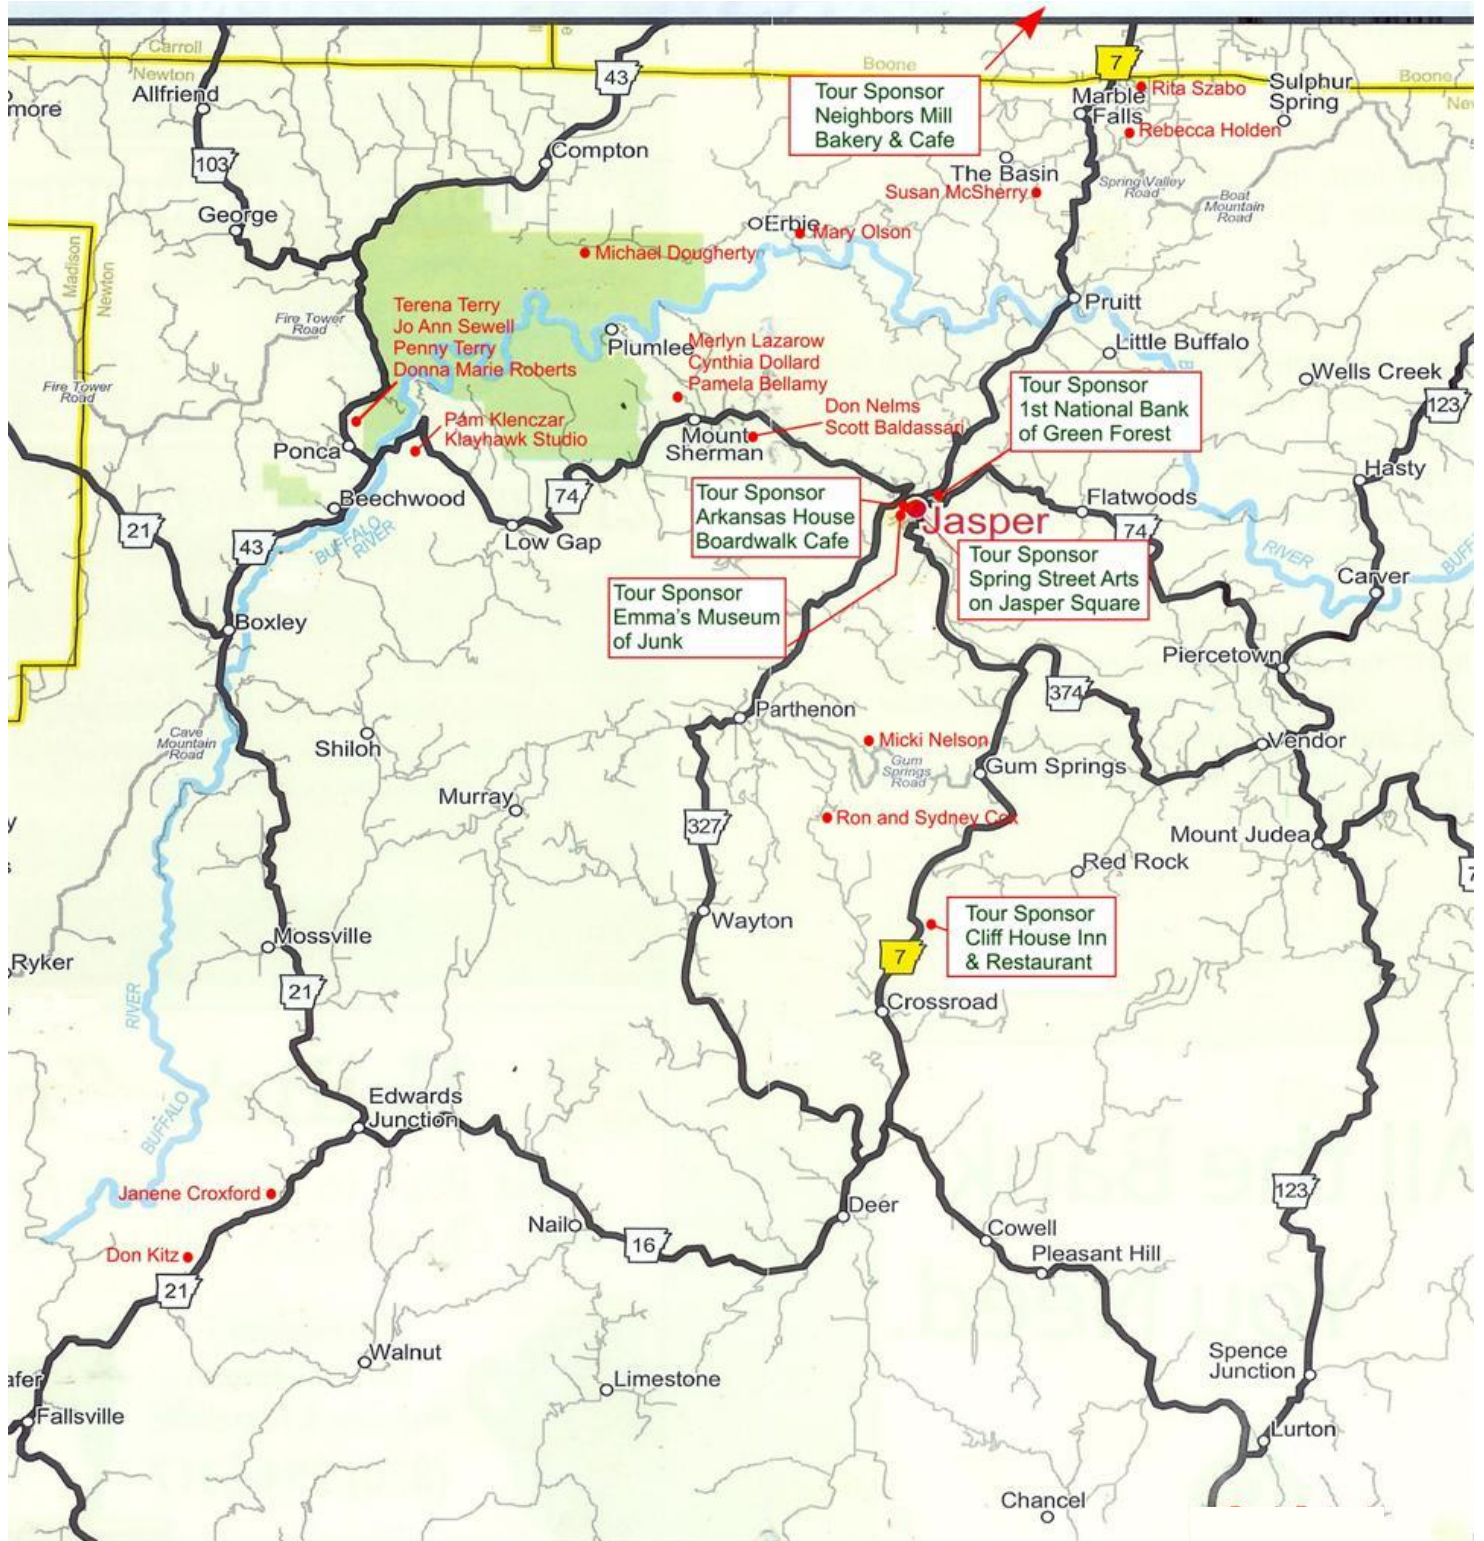 Carroll
Newton
Allfriend
more
43
Boone
7
Boone
Tour Sponsor
Neighbors Mill
Bakery & Cafe
Rita Szabo
Sulphur
Spring
Marble
Falls
Rebecca Holden
103
Compton
The Basin
Susan McSherry
Spring Valley
Road
Boat
Mountain
Road
George
Erbie
Mary Olson
Madison
Newton
Michael Dougherty
Terena Terry
Jo Ann Sewell
Penny Terry
Donna Marie Roberts
Fire Tower
Road
Pruitt
Plumlee
Merlyn Lazarow
Cynthia Dollard
Pamela Bellamy
Little Buffalo
Fire Tower
Road
Wells Creek
Tour Sponsor
1st National Bank
of Green Forest
123
Don Nelms
Scott Baldassari
Pam Klenczar
Klayhawk Studio
Ponca
Mount
Sherman
Hasty
Beechwood
74
Tour Sponsor
Arkansas House
Boardwalk Cafe
Jasper
Flatwoods
74
21
43
BUFFALO
RIVER
Low Gap
Tour Sponsor
Spring Street Arts
on Jasper Square
RIVER
Carver
Tour Sponsor
Emma's Museum
of Junk
Boxley
Piercetown
374
Parthenon
Cave
Mountain
Road
Shiloh
Micki Nelson
Gum
Springs
Road
Gum Springs
Vendor
Murray
327
Ron and Sydney Cox
Mount Judea
Red Rock
Wayton
Tour Sponsor
Cliff House Inn
& Restaurant
Mossville
Ryker
7
21
RIVER
Crossroad
Edwards
Junction
BUFFALO
Janene Croxford
123
Deer
Nail
Cowell
16
Pleasant Hill
Don Kitz
21
Walnut
Spence
Junction
Limestone
afer
Fallsville
Lurton
Chancel